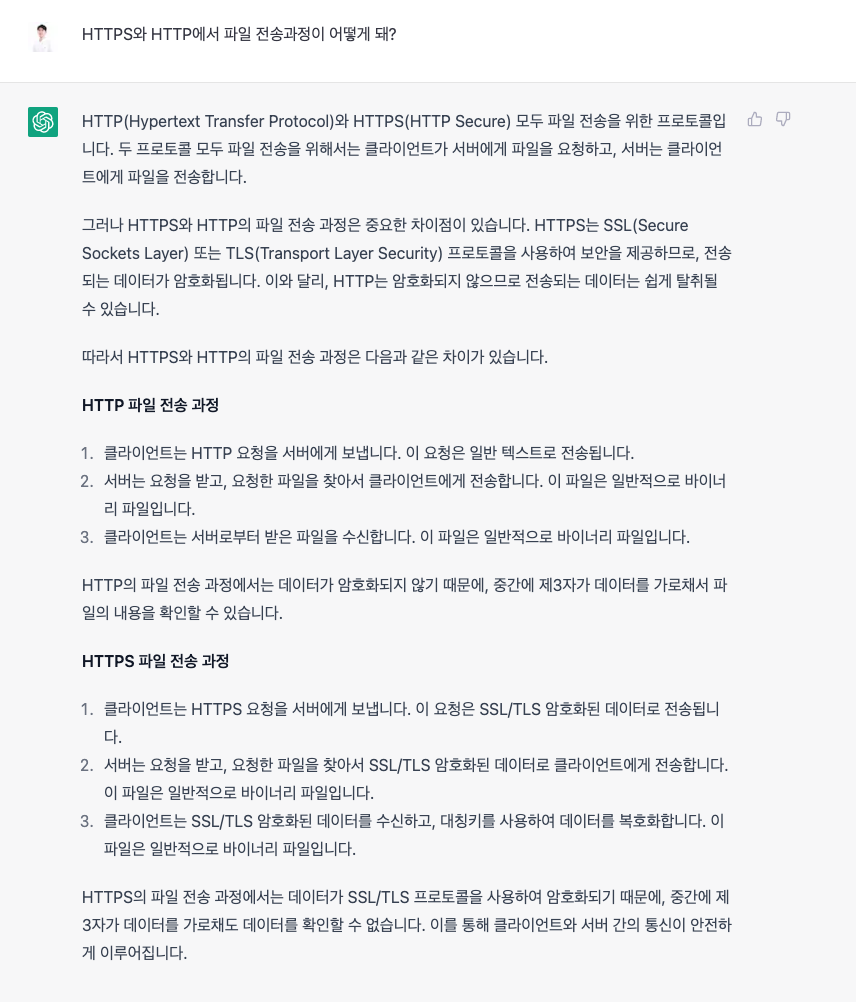 HTTPS와 HTTP에서 파일 전송과정이 어떻게 돼?
HTTP(Hypertext Transfer Protocol)와 HTTPS(HTTP Secure) 모두 파일 전송을 위한 프로토콜입
니다. 두 프로토콜 모두 파일 전송을 위해서는 클라이언트가 서버에게 파일을 요청하고, 서버는 클라이언
트에게 파일을 전송합니다.
그러나 HTTPS와 HTTP의 파일 전송 과정은 중요한 차이점이 있습니다. HTTPS는 SSL(Secure
Sockets Layer) 또는 TLS(Transport Layer Security) 프로토콜을 사용하여 보안을 제공하므로, 전송
되는 데이터가 암호화됩니다. 이와 달리, HTTP는 암호화되지 않으므로 전송되는 데이터는 쉽게 탈취될
수 있습니다.
따라서 HTTPS와 HTTP의 파일 전송 과정은 다음과 같은 차이가 있습니다.
HTTP 파일 전송 과정
1. 클라이언트는 HTTP 요청을 서버에게 보냅니다. 이 요청은 일반 텍스트로 전송됩니다.
2. 서버는 요청을 받고, 요청한 파일을 찾아서 클라이언트에게 전송합니다. 이 파일은 일반적으로 바이너
리 파일입니다.
3. 클라이언트는 서버로부터 받은 파일을 수신합니다. 이 파일은 일반적으로 바이너리 파일입니다.
HTTP의 파일 전송 과정에서는 데이터가 암호화되지 않기 때문에, 중간에 제3자가 데이터를 가로채서 파
일의 내용을 확인할 수 있습니다.
HTTPS 파일 전송 과정
1. 클라이언트는 HTTPS 요청을 서버에게 보냅니다. 이 요청은 SSL/TLS 암호화된 데이터로 전송됩니
다.
2. 서버는 요청을 받고, 요청한 파일을 찾아서 SSL/TLS 암호화된 데이터로 클라이언트에게 전송합니다.
이 파일은 일반적으로 바이너리 파일입니다.
3. 클라이언트는 SSL/TLS 암호화된 데이터를 수신하고, 대칭키를 사용하여 데이터를 복호화합니다. 이
파일은 일반적으로 바이너리 파일입니다.
HTTPS의 파일 전송 과정에서는 데이터가 SSL/TLS 프로토콜을 사용하여 암호화되기 때문에, 중간에 제
3자가 데이터를 가로채도 데이터를 확인할 수 없습니다. 이를 통해 클라이언트와 서버 간의 통신이 안전하
게 이루어집니다.